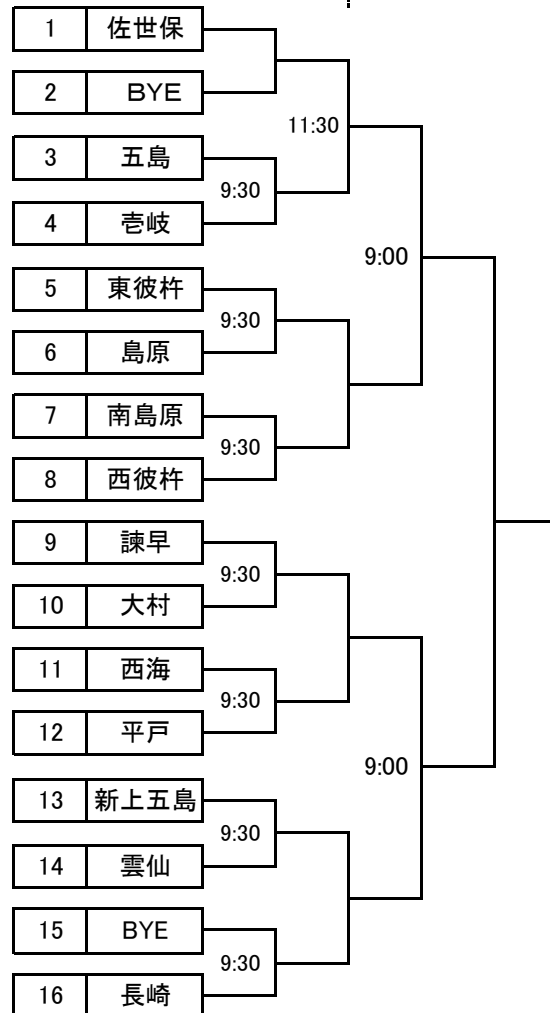 1 佐世保
2 BYE
11:30
3 五島
9:30
4 壱岐
9:00
5 東彼杵
9:30
6 島原
7 南島原
9:30
8 西彼杵
9 諫早
9:30
10 大村
11 西海
9:30
12 平戸
9:00
13 新上五島
9:30
14 雲仙
15 BYE
9:30
16 長崎